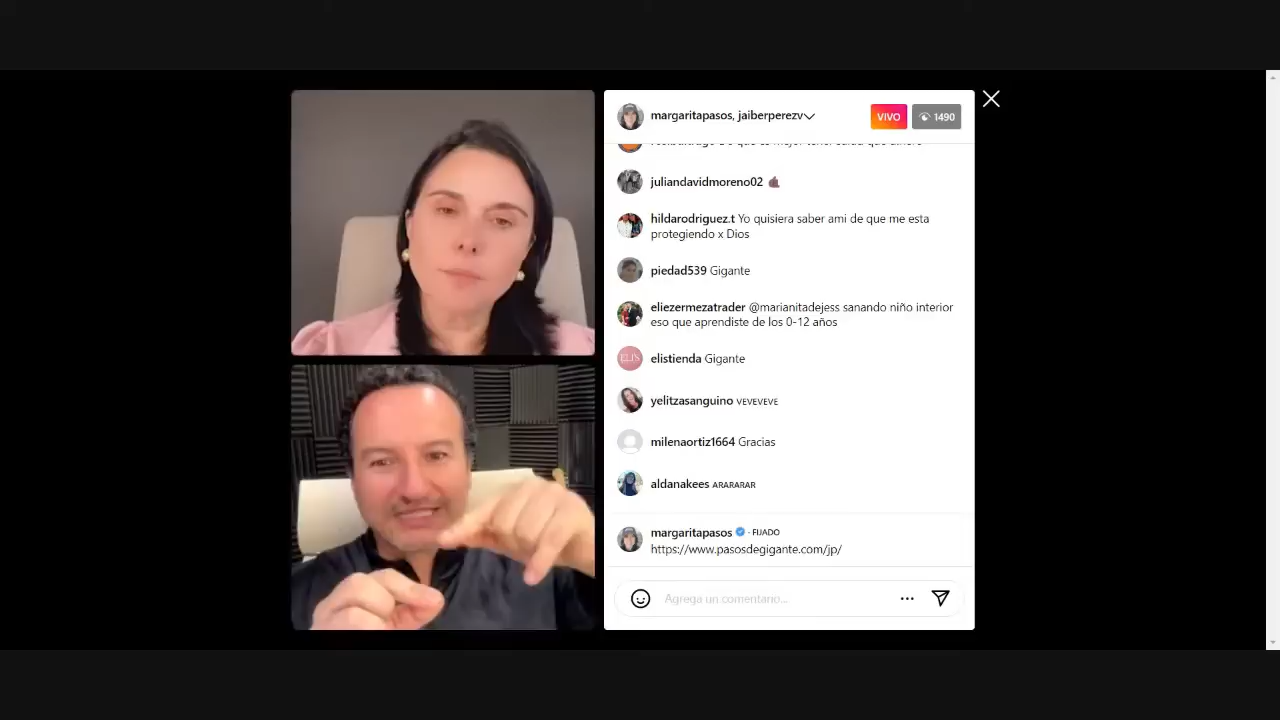 margaritapasos, jaiberperezv
VIVO
1490
juliandavidmoreno02
hildarodriguez.t Yo quisiera saber ami de que me esta
protegiendo x Dios
piedad539 Gigante
eliezermezatrader @marianitadejess sanando niño interior
eso que aprendiste de los 0-12 años
ELI'S
elistienda Gigante
yelitzasanguino VEVEVEVE
milenaortiz1664 Gracias
aldanakees ARARARAR
margaritapasos · FIJADO
https://www.pasosdegigante.com/jp/
Agrega un comentario...